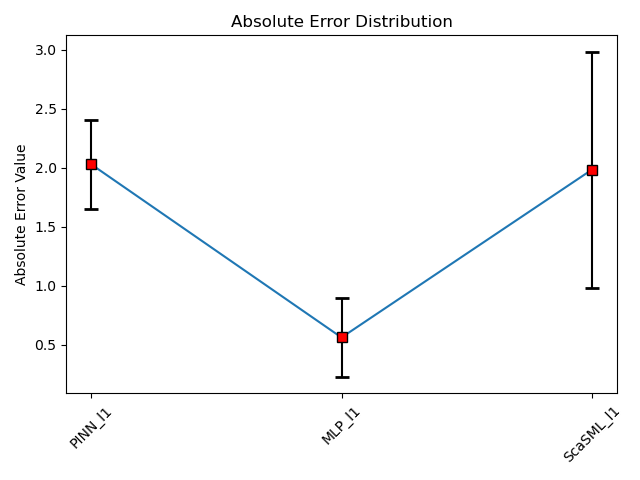 Absolute Error Distribution
Absolute Error Value
3.0
2.5
2.0
1.5
1.0
0.5
PINN_l1
MLP_l1
ScaSML_l1